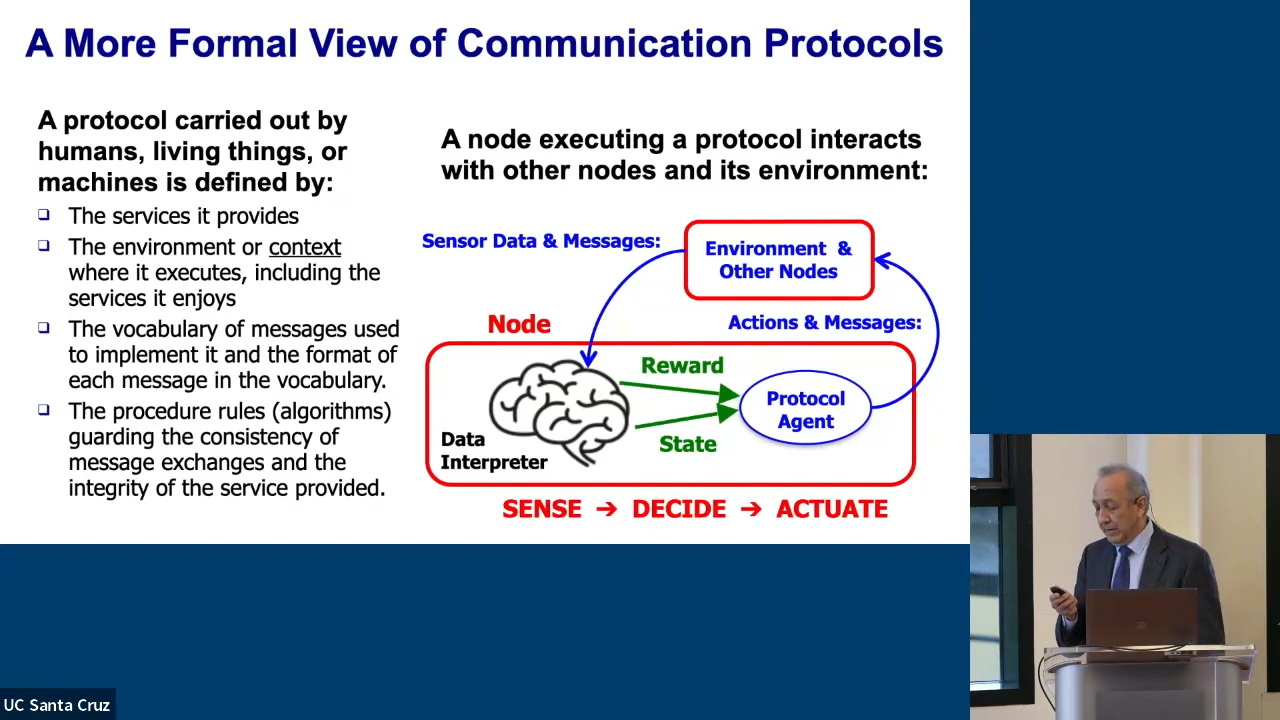 A More Formal View of Communication Protocols
A protocol carried out by
humans, living things, or
machines is defined by:
❑ The services it provides
❑ The environment or context
where it executes, including the
services it enjoys
❑ The vocabulary of messages used
to implement it and the format of
each message in the vocabulary.
❑ The procedure rules (algorithms)
guarding the consistency of
message exchanges and the
integrity of the service provided.
A node executing a protocol interacts
with other nodes and its environment:
Sensor Data & Messages:
Environment &
Other Nodes
Actions & Messages:
Node
Reward
Protocol
Agent
State
Data
Interpreter
SENSE ➔ DECIDE ➔ ACTUATE
UC Santa Cruz